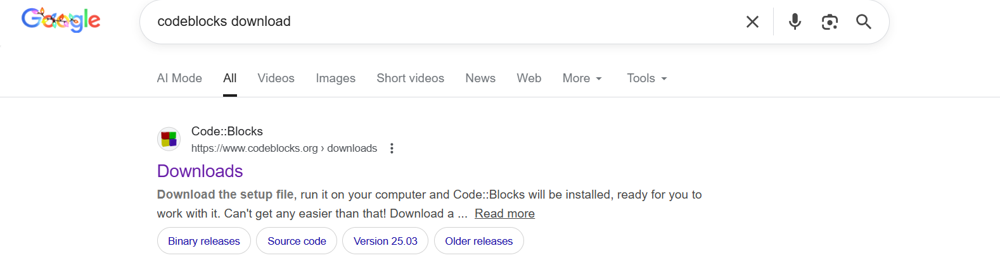 Google
codeblocks download
AI Mode All Videos Images Short videos News Web More Tools
Code::Blocks
https://www.codeblocks.org › downloads
Downloads
Download the setup file, run it on your computer and Code::Blocks will be installed, ready for you to
work with it. Can't get any easier than that! Download a ... Read more
Binary releases Source code Version 25.03 Older releases